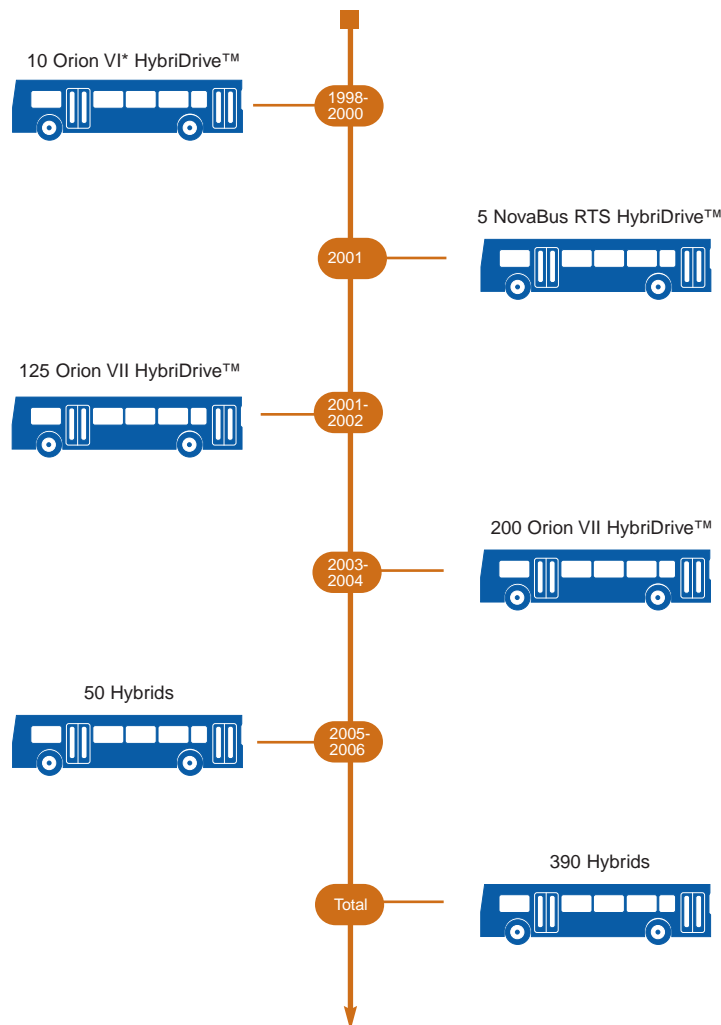 10 Orion VI* HybriDrive™
1998-
2000
5 NovaBus RTS HybriDrive™
2001
125 Orion VII HybriDrive™
2001-
2002
200 Orion VII HybriDrive™
2003-
2004
50 Hybrids
2005-
2006
390 Hybrids
Total